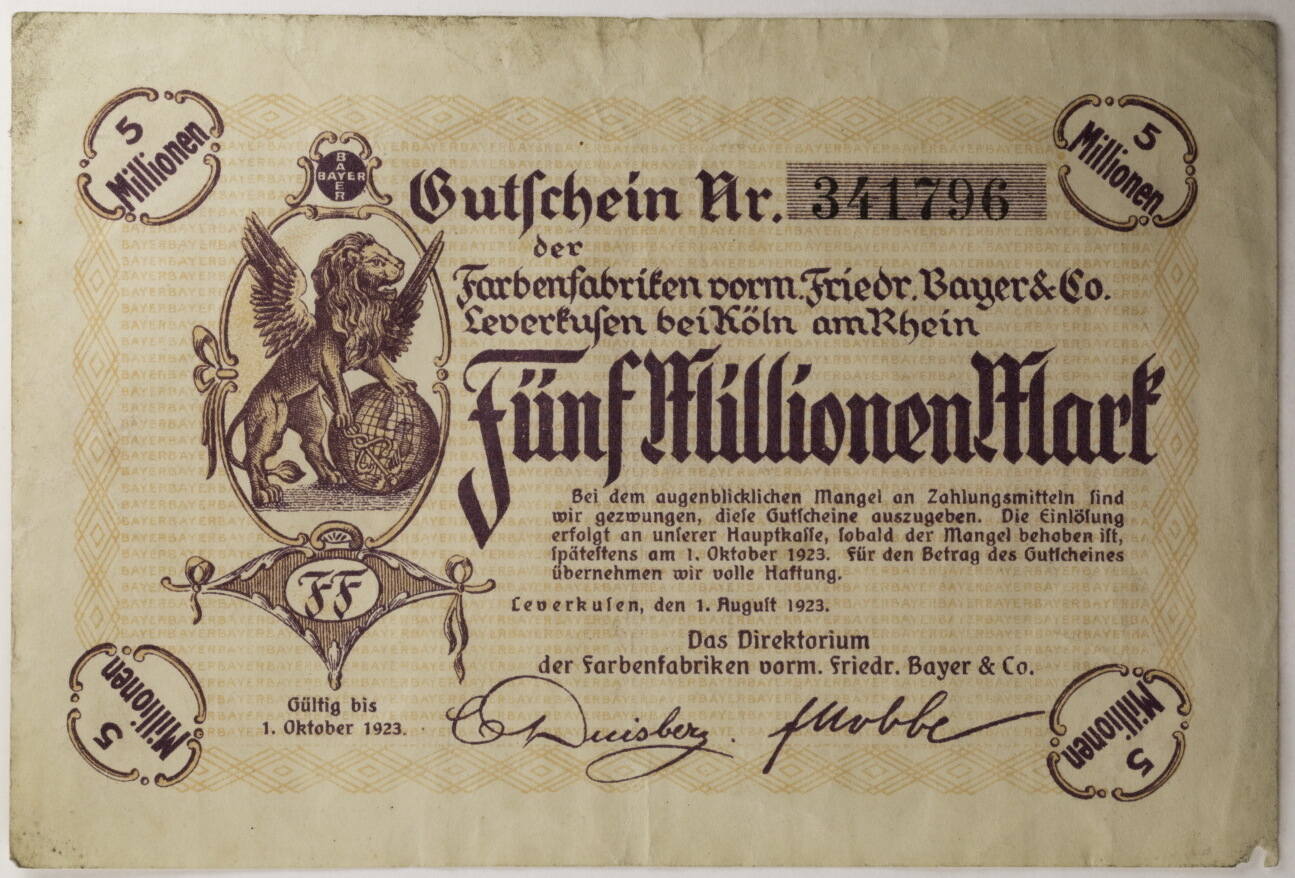 5
Millionen
5
Millionen
BAYER
BAYER
Gutschein Nr. 341796
der
Farbenfabriken vorm. Friedr. Bayer & Co.
Leverkusen bei Köln am Rhein
Fünf Millionen Mark
Bei dem augenblicklichen Mangel an Zahlungsmitteln sind
wir gezwungen, diese Gutscheine auszugeben. Die Einlösung
erfolgt an unserer Hauptkasse, sobald der Mangel behoben ist,
spätestens am 1. Oktober 1923. Für den Betrag des Gutscheines
übernehmen wir volle Haftung.
FF
Leverkusen, den 1. August 1923.
Das Direktorium
der Farbenfabriken vorm. Friedr. Bayer & Co.
Gültig bis
1. Oktober 1923.
C Duisberg.
5
Millionen
5
Millionen